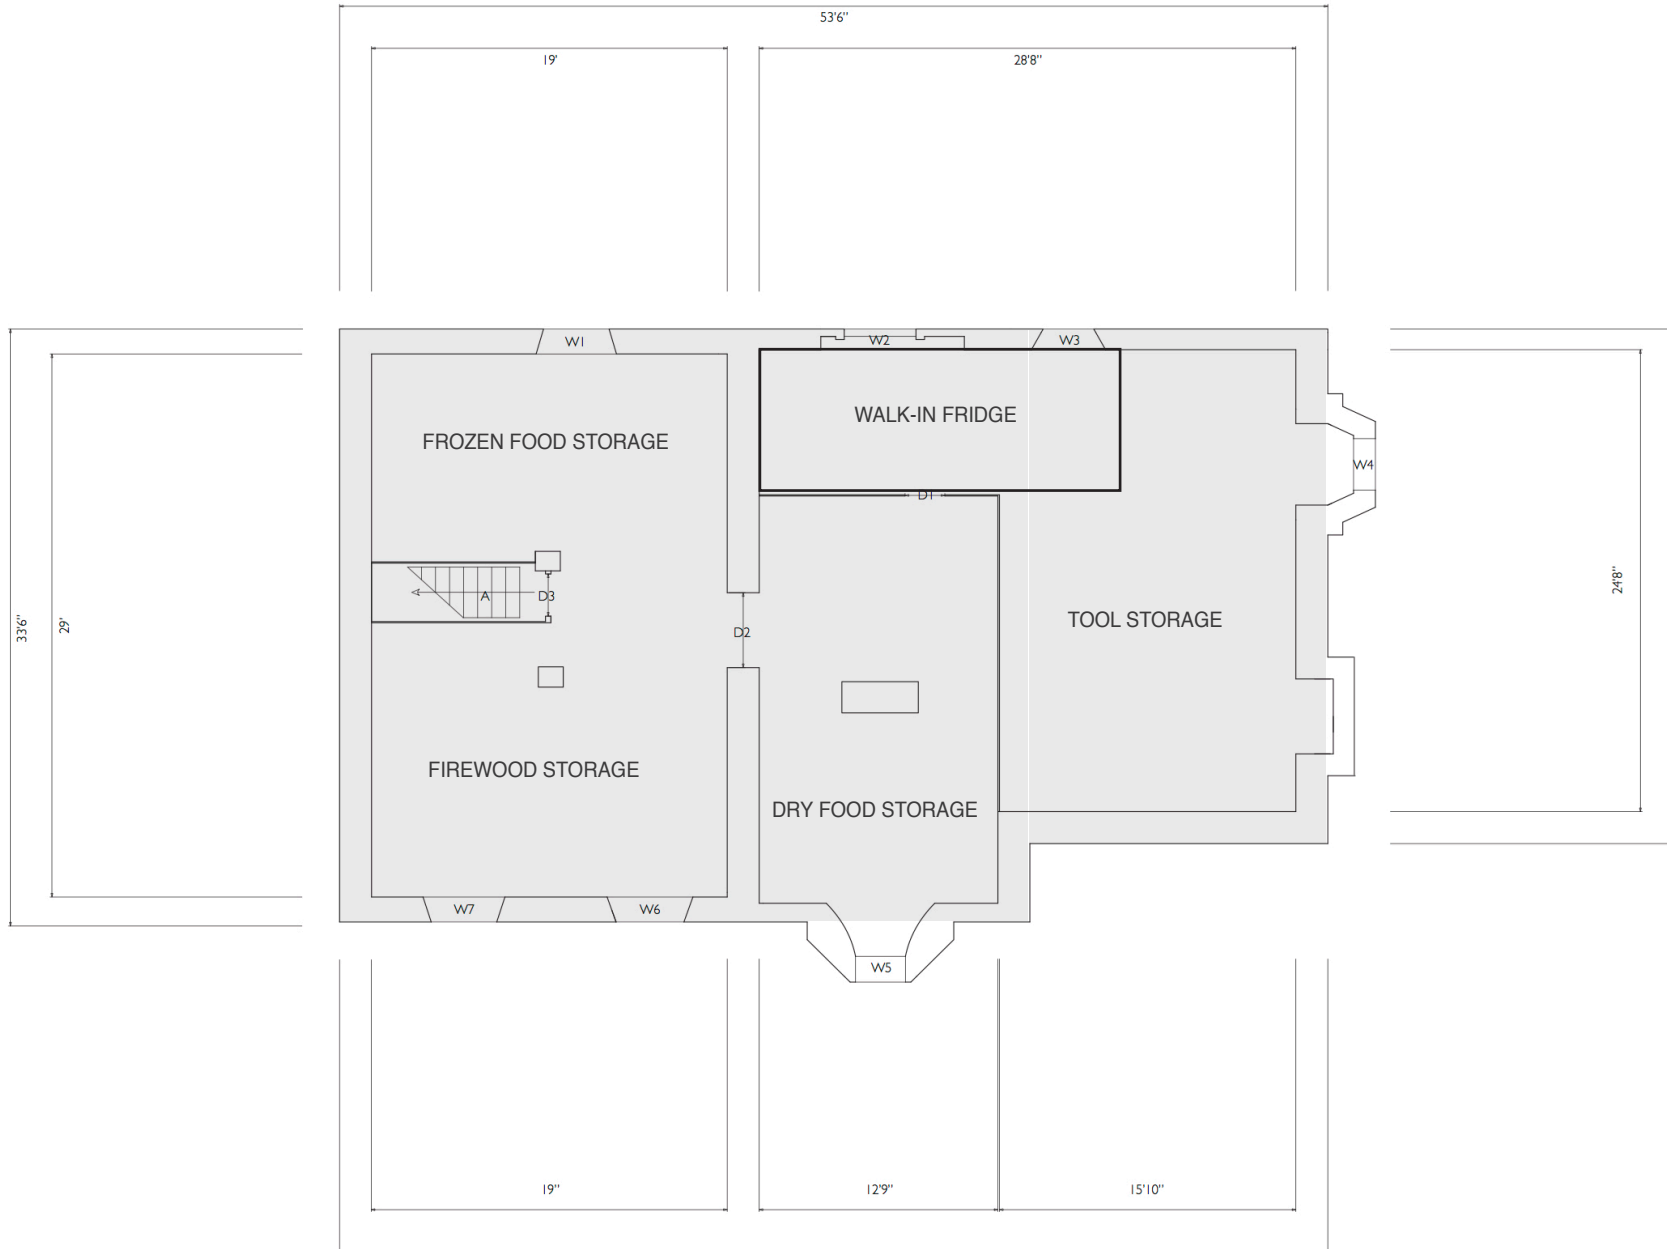 53'6"
19'
28'8"
W1
W2
W3
WALK-IN FRIDGE
FROZEN FOOD STORAGE
W4
D1
A
D3
24'8"
TOOL STORAGE
33'6"
29'
D2
FIREWOOD STORAGE
DRY FOOD STORAGE
W7
W6
W5
19"
12'9"
15'10"